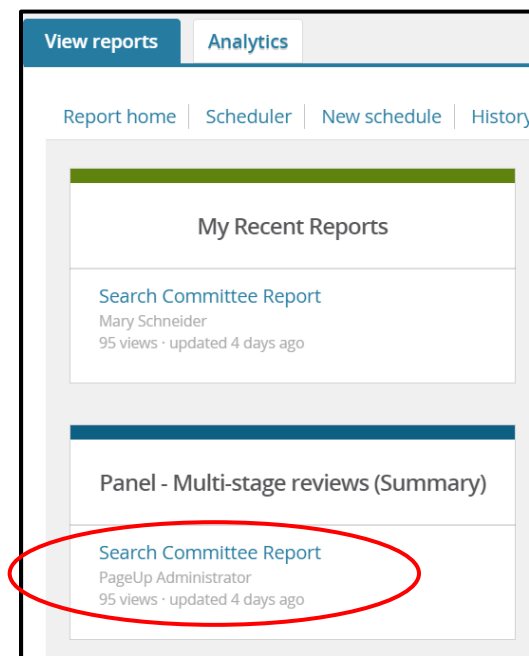 View reports
Analytics
Report home
Scheduler
New schedule
History
My Recent Reports
Search Committee Report
Mary Schneider
95 views · updated 4 days ago
Panel - Multi-stage reviews (Summary)
Search Committee Report
PageUp Administrator
95 views · updated 4 days ago